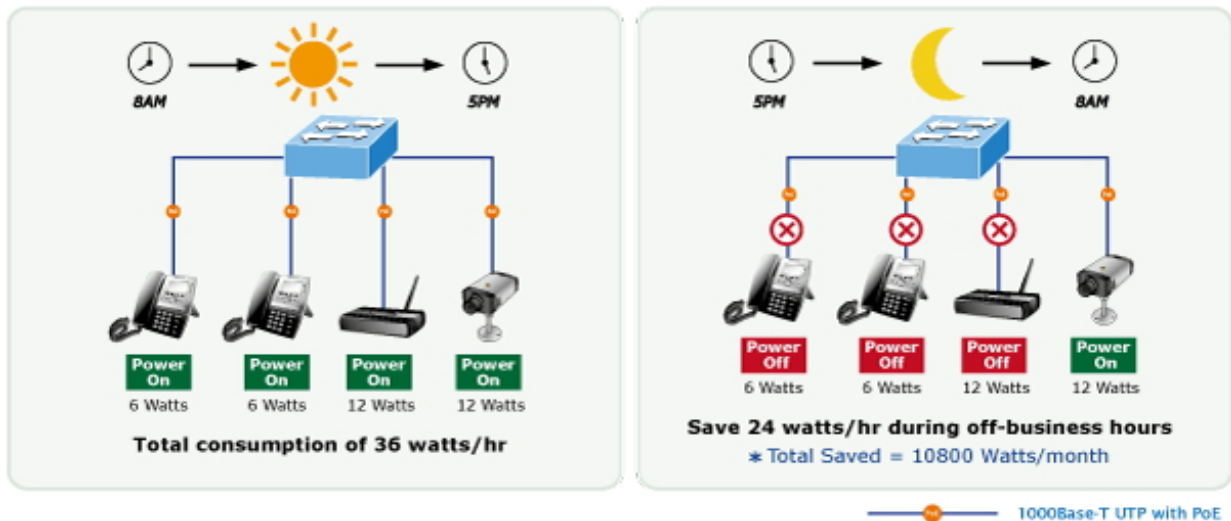 8AM
5PM
Power
On
6 Watts
Power
On
6 Watts
Power
On
12 Watts
Power
On
12 Watts
Total consumption of 36 watts/hr
5PM
8AM
Power
Off
6 Watts
Power
Off
6 Watts
Power
Off
12 Watts
Power
On
12 Watts
Save 24 watts/hr during off-business hours
* Total Saved = 10800 Watts/month
PoE
1000Base-T UTP with PoE